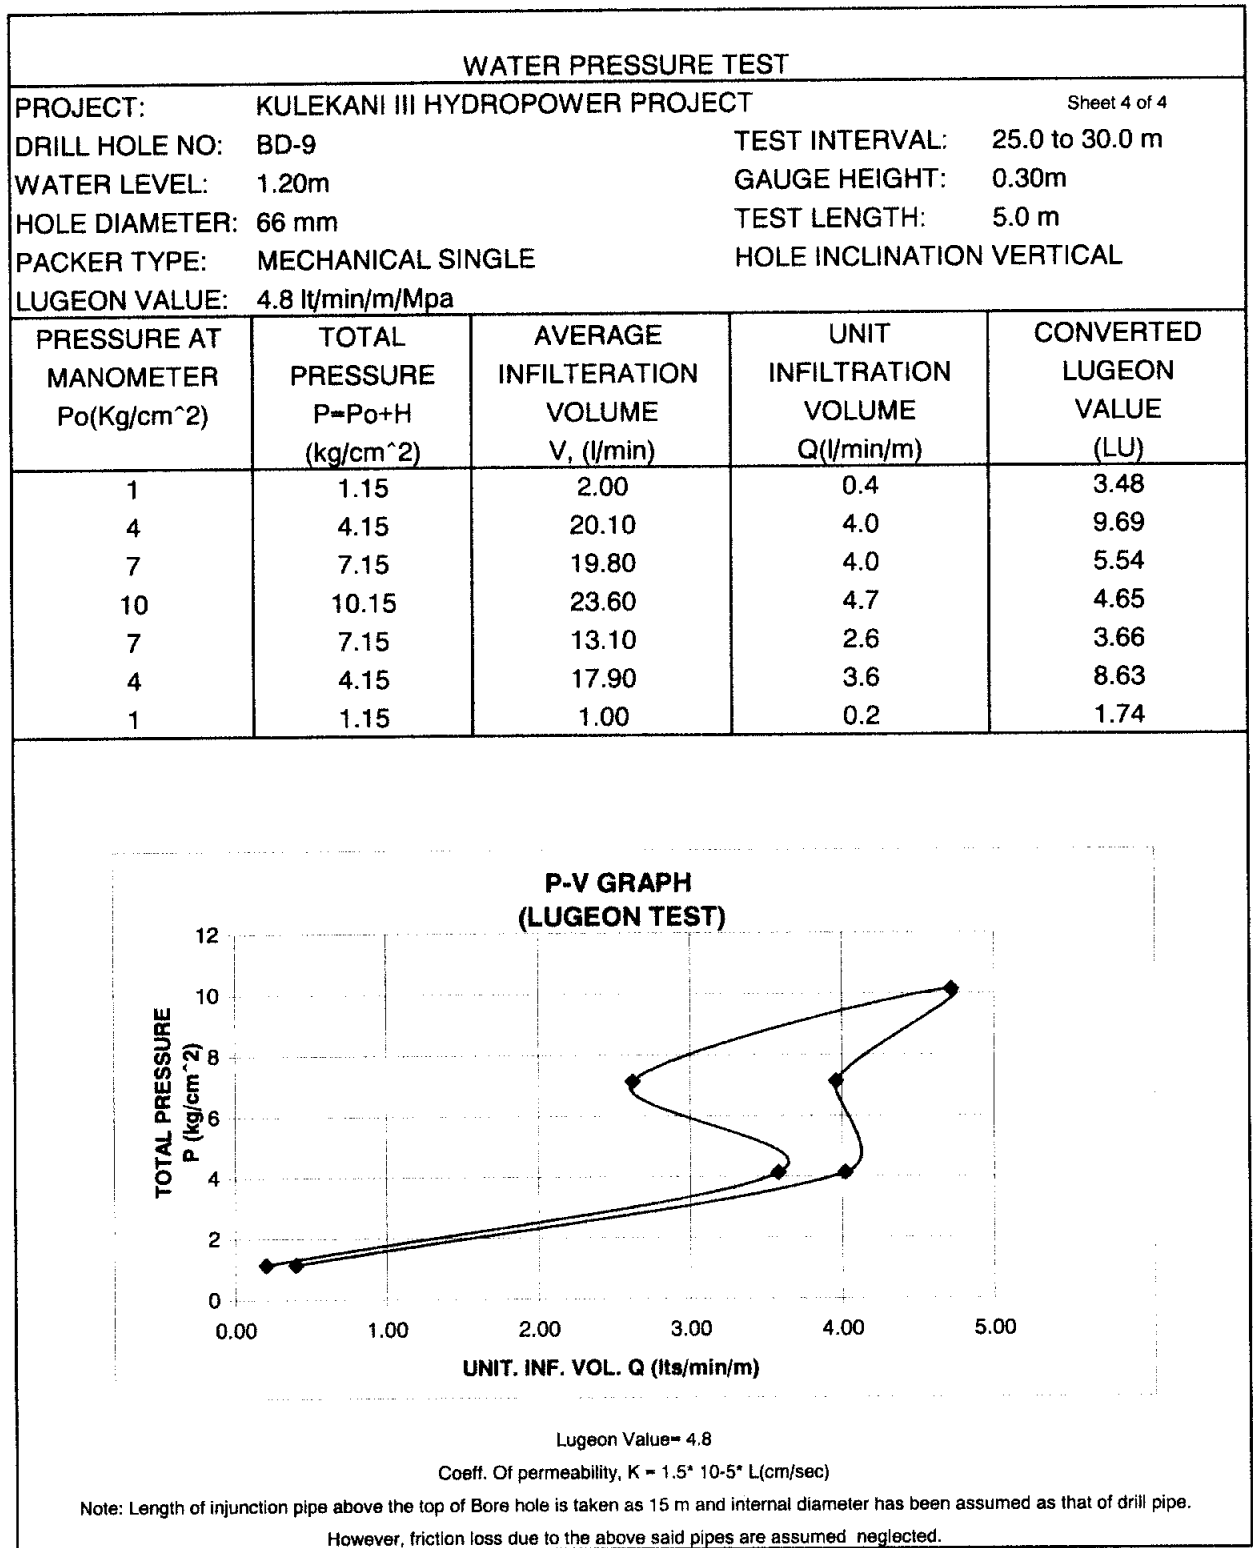 WATER PRESSURE TEST
PROJECT: KULEKANI III HYDROPOWER PROJECT Sheet 4 of 4
DRILL HOLE NO: BD-9 TEST INTERVAL: 25.0 to 30.0 m
WATER LEVEL: 1.20m GAUGE HEIGHT: 0.30m
HOLE DIAMETER: 66 mm TEST LENGTH: 5.0 m
PACKER TYPE: MECHANICAL SINGLE HOLE INCLINATION VERTICAL
LUGEON VALUE: 4.8 lt/min/m/Mpa
PRESSURE AT TOTAL AVERAGE UNIT CONVERTED
MANOMETER PRESSURE INFILTERATION INFILTRATION LUGEON
Po(Kg/cm^2) P=Po+H VOLUME VOLUME VALUE
(kg/cm^2) V, (l/min) Q(l/min/m) (LU)
1 1.15 2.00 0.4 3.48
4 4.15 20.10 4.0 9.69
7 7.15 19.80 4.0 5.54
10 10.15 23.60 4.7 4.65
7 7.15 13.10 2.6 3.66
4 4.15 17.90 3.6 8.63
1 1.15 1.00 0.2 1.74
P-V GRAPH
(LUGEON TEST)
TOTAL PRESSURE
P (kg/cm^2)
12
10
8
6
4
2
0
0.00 1.00 2.00 3.00 4.00 5.00
UNIT. INF. VOL. Q (lts/min/m)
Lugeon Value= 4.8
Coeff. Of permeability, K = 1.5* 10-5* L(cm/sec)
Note: Length of injunction pipe above the top of Bore hole is taken as 15 m and internal diameter has been assumed as that of drill pipe.
However, friction loss due to the above said pipes are assumed neglected.